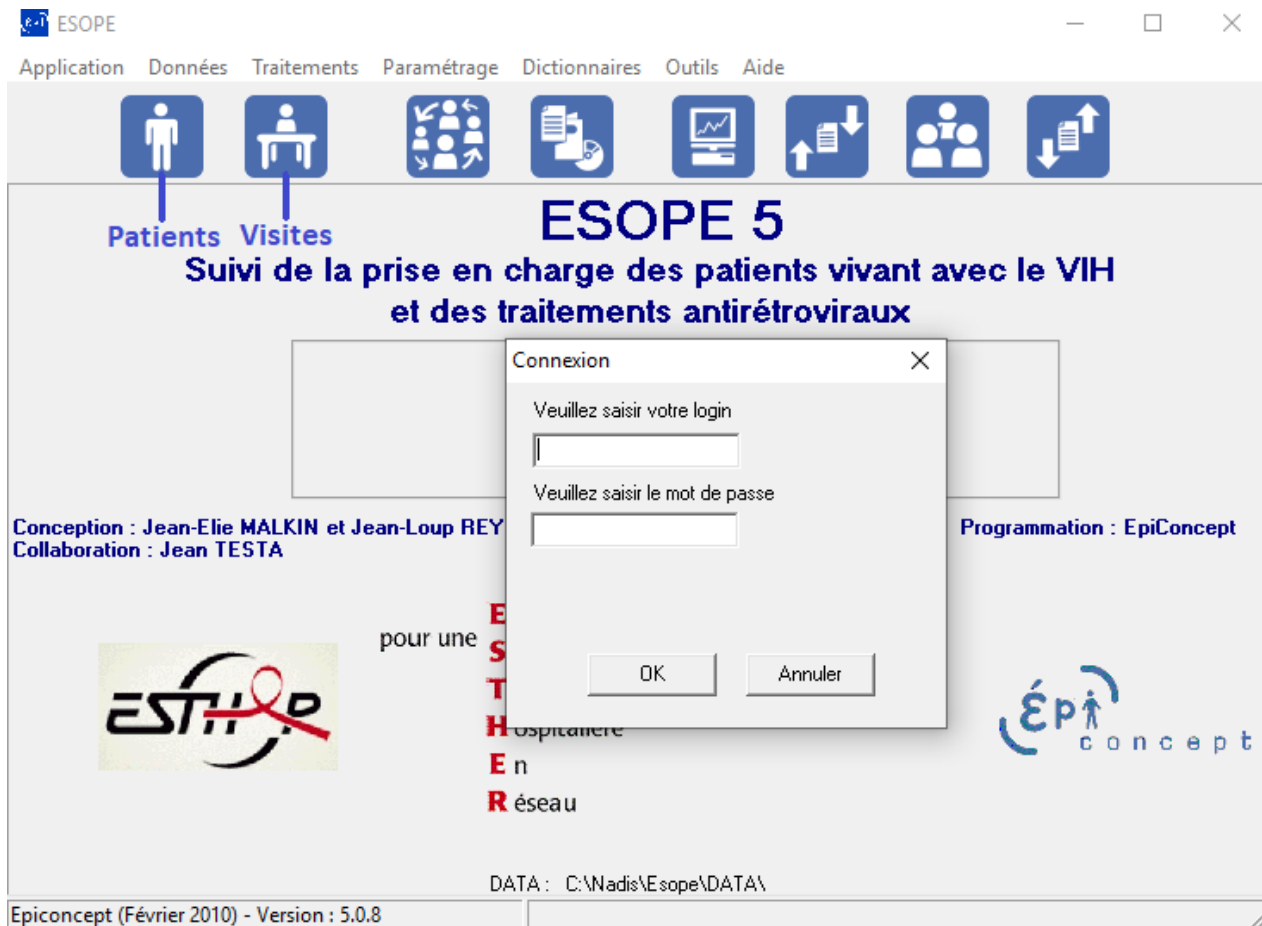 ESOPE
Application Données Traitements Paramétrage Dictionnaires Outils Aide
Patients Visites
ESOPE 5
Suivi de la prise en charge des patients vivant avec le VIH
et des traitements antirétroviraux
Connexion
Veuillez saisir votre login
Veuillez saisir le mot de passe
OK Annuler
Conception : Jean-Elie MALKIN et Jean-Loup REY
Programmation : EpiConcept
Collaboration : Jean TESTA
pour une
E
S
T
H ospitalière
E n
R éseau
ESTHER
Épi
concept
DATA : C:\Nadis\Esope\DATA\
Epiconcept (Février 2010) - Version : 5.0.8